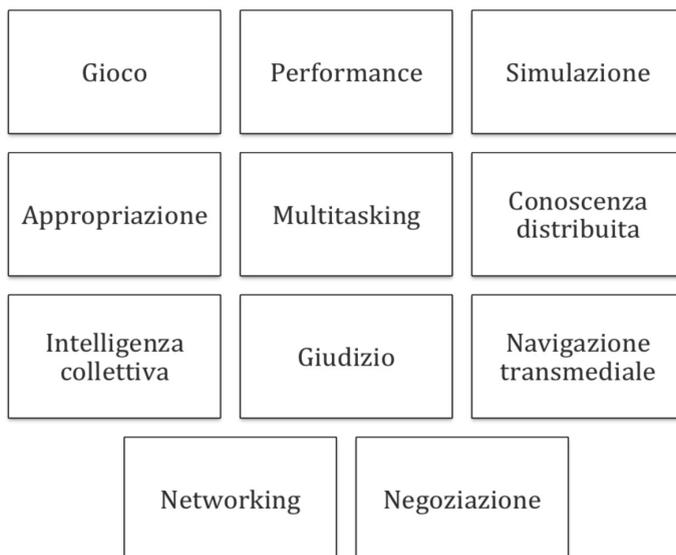 Gioco
Performance
Simulazione
Appropriazione
Multitasking
Conoscenza
distribuita
Intelligenza
collettiva
Giudizio
Navigazione
transmediale
Networking
Negoziazione